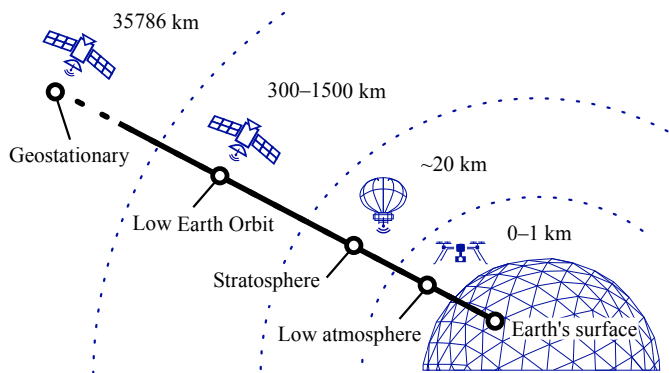 35786 km
300–1500 km
Geostationary
~20 km
Low Earth Orbit
0–1 km
Stratosphere
Low atmosphere
Earth's surface